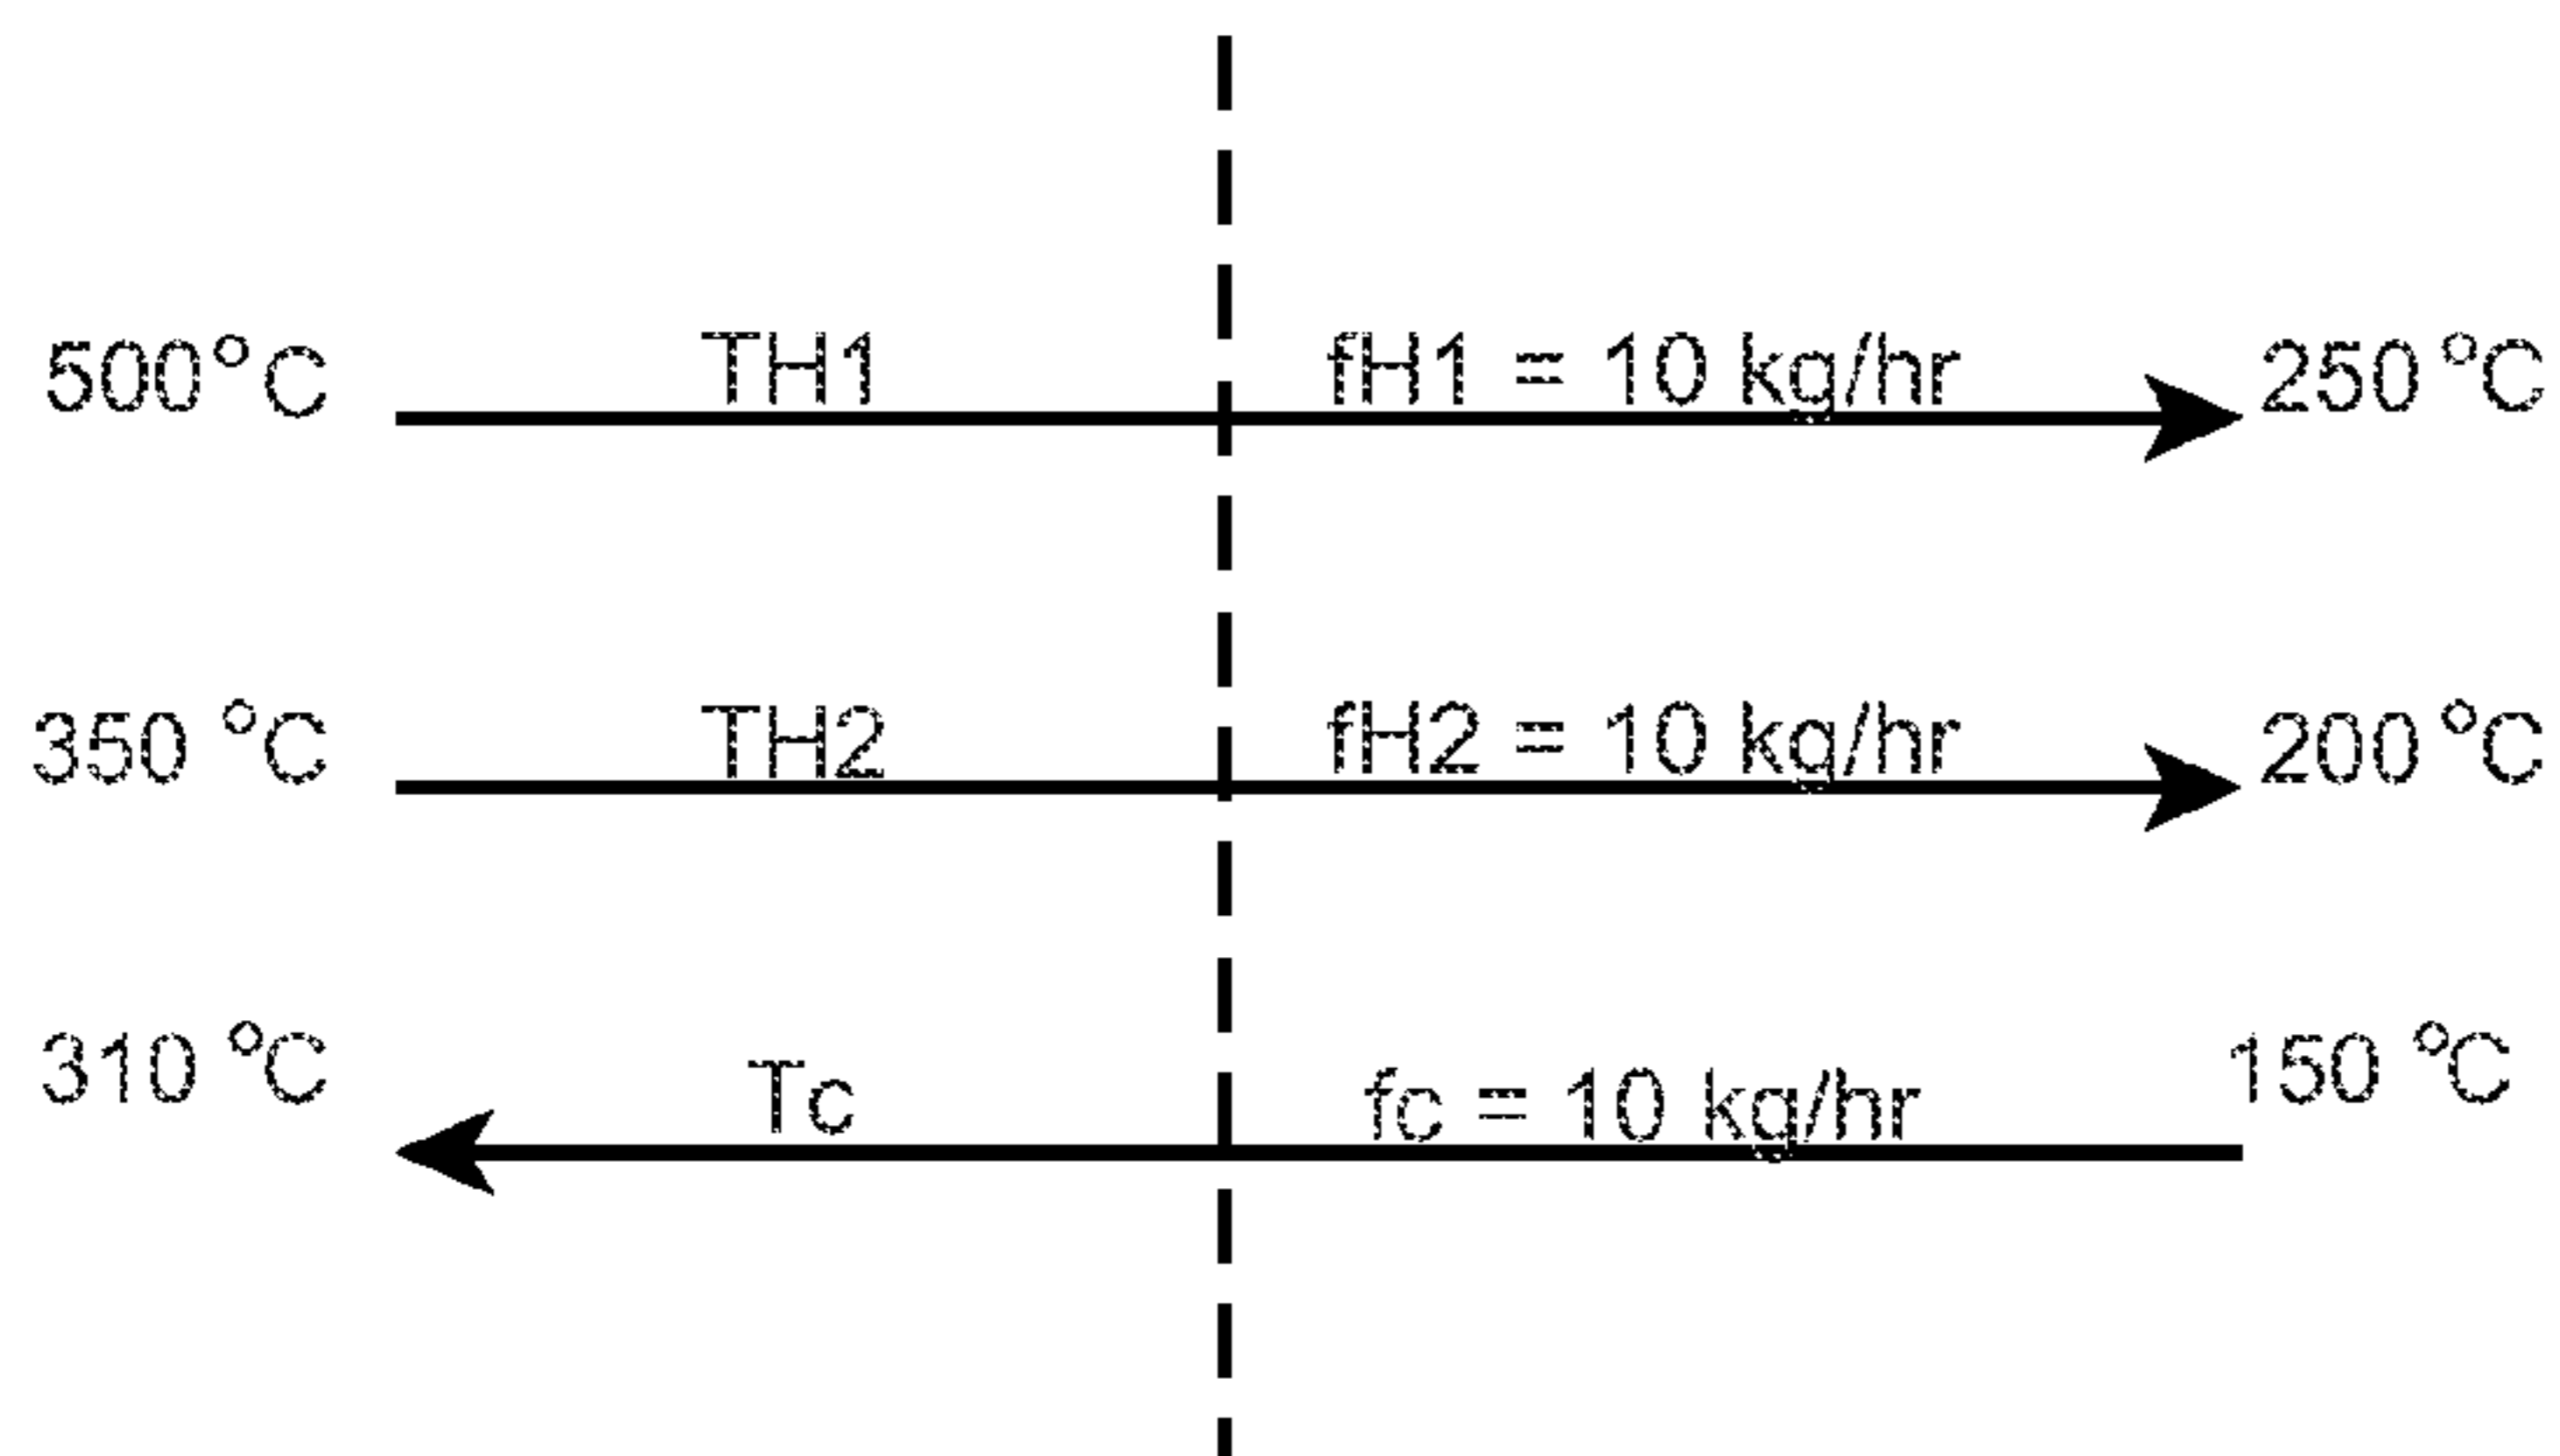 500°C TH1 fH1 = 10 kg/hr 250 °C
350 °C TH2 fH2 = 10 kg/hr 200 °C
310 °C Tc fc = 10 kg/hr 150 °C